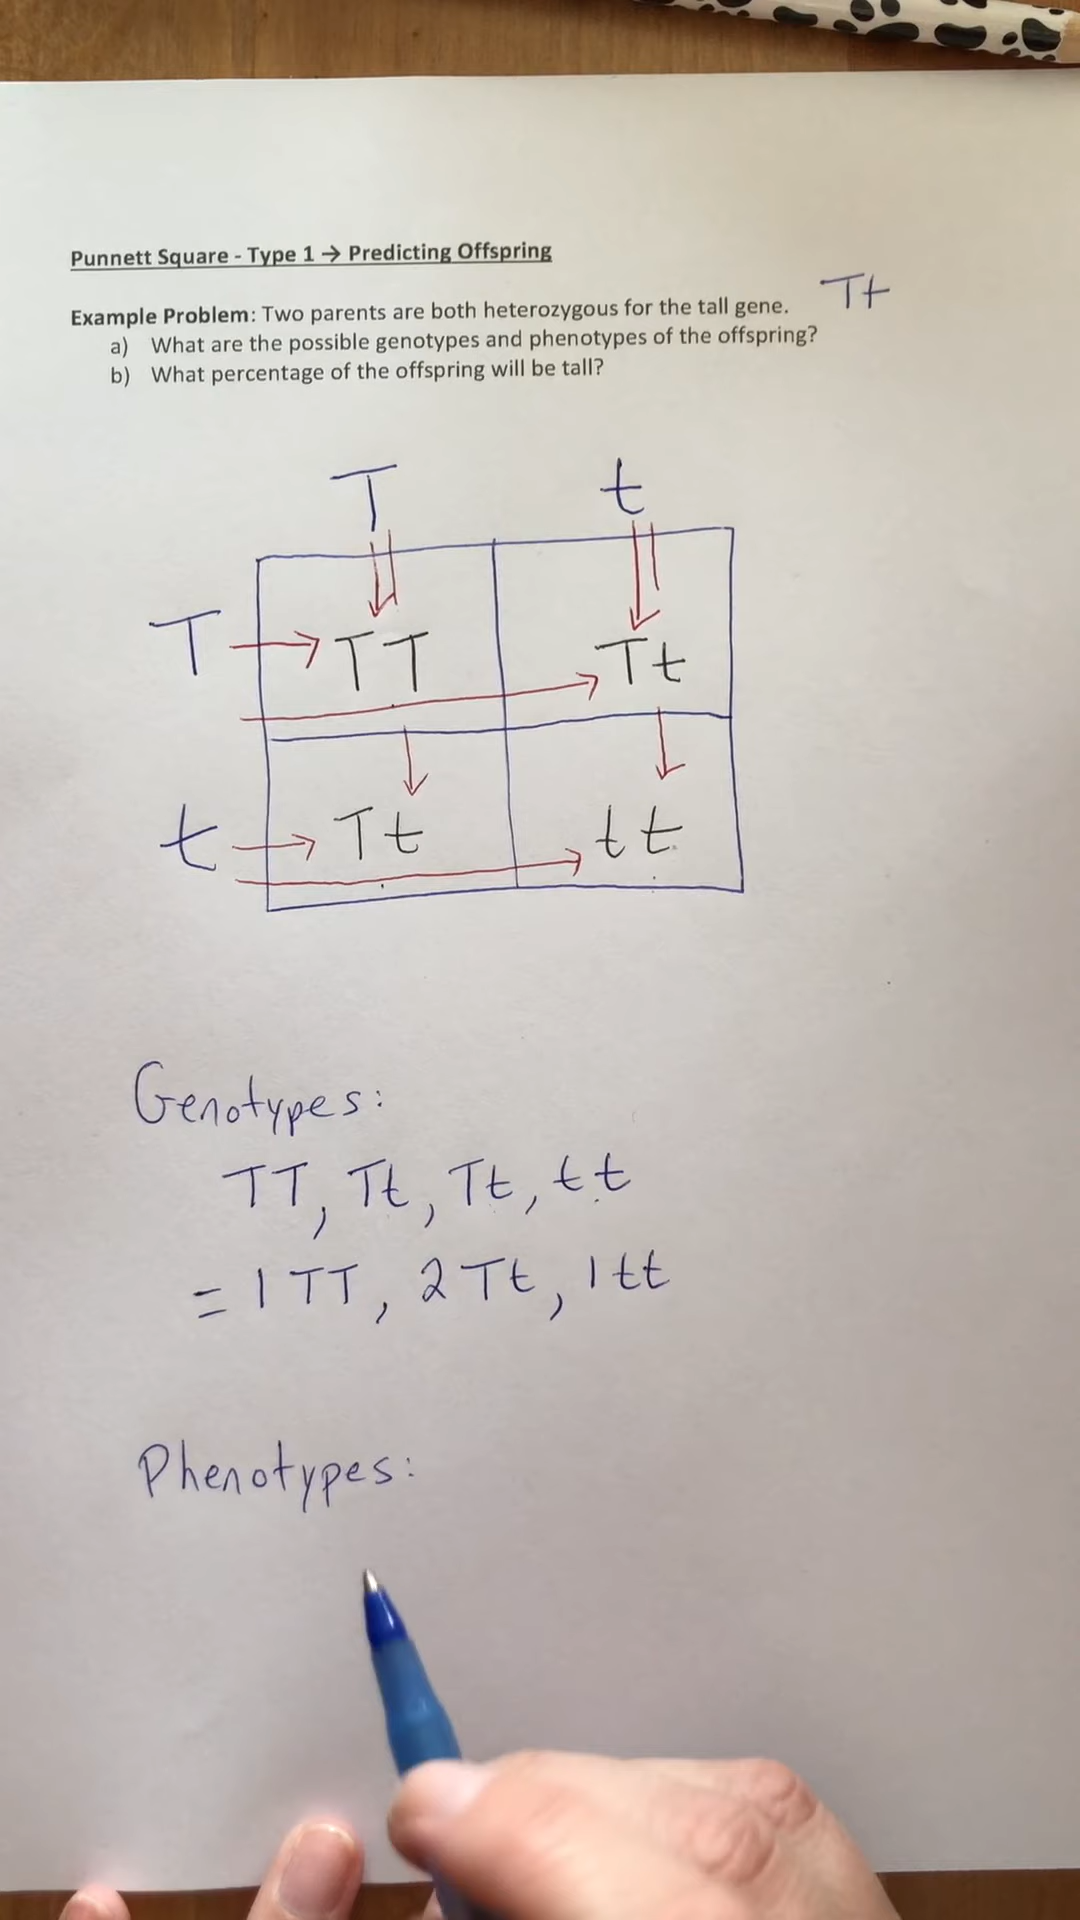 Punnett Square - Type 1 → Predicting Offspring
Example Problem: Two parents are both heterozygous for the tall gene. Tt
a) What are the possible genotypes and phenotypes of the offspring?
b) What percentage of the offspring will be tall?
T t
T TT Tt
t Tt tt
Genotypes:
TT, Tt, Tt, tt
= 1 TT, 2 Tt, 1 tt
Phenotypes: